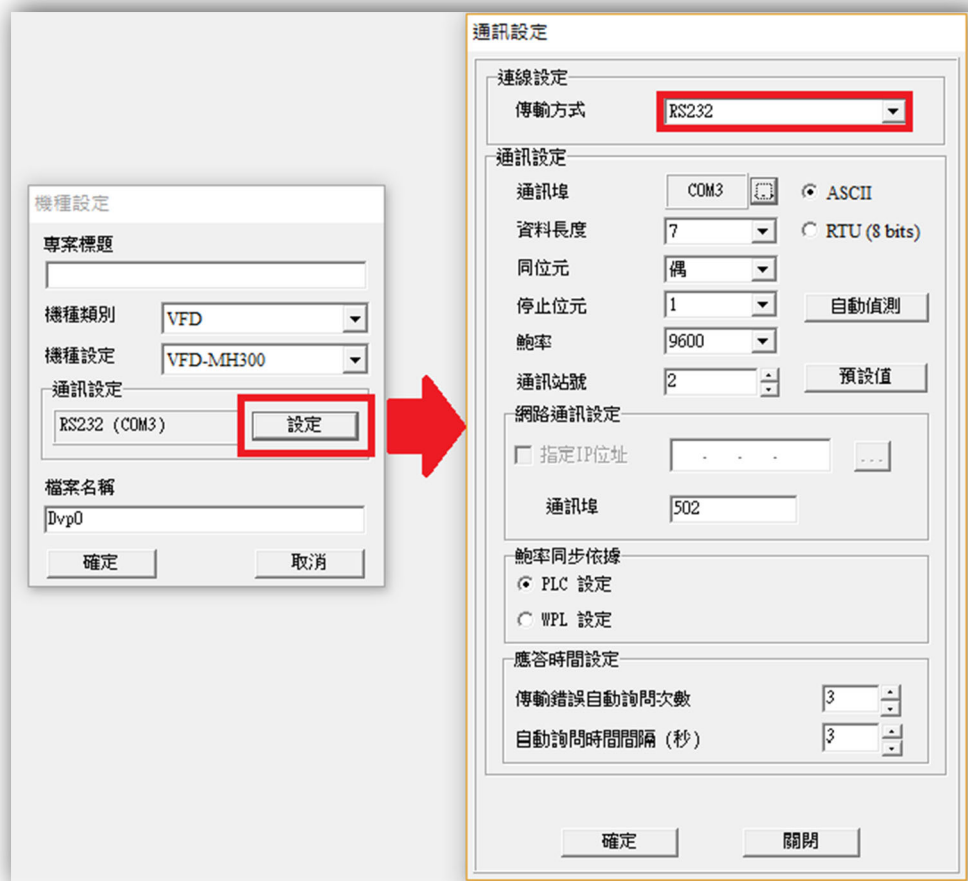 機種設定
專案標題
機種類別 VFD
機種設定 VFD-MH300
通訊設定
RS232 (COM3) 設定
檔案名稱
Dvp0
確定 取消
通訊設定
連線設定
傳輸方式 RS232
通訊設定
通訊埠 COM3 ... ASCII
資料長度 7 RTU (8 bits)
同位元 偶
停止位元 1 自動偵測
鮑率 9600
通訊站號 2 預設值
網路通訊設定
指定IP位址 . . . ...
通訊埠 502
鮑率同步依據
PLC 設定
WPL 設定
應答時間設定
傳輸錯誤自動詢問次數 3
自動詢問時間間隔 (秒) 3
確定 關閉